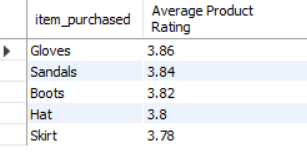 item_purchased Average Product Rating
Gloves 3.86
Sandals 3.84
Boots 3.82
Hat 3.8
Skirt 3.78